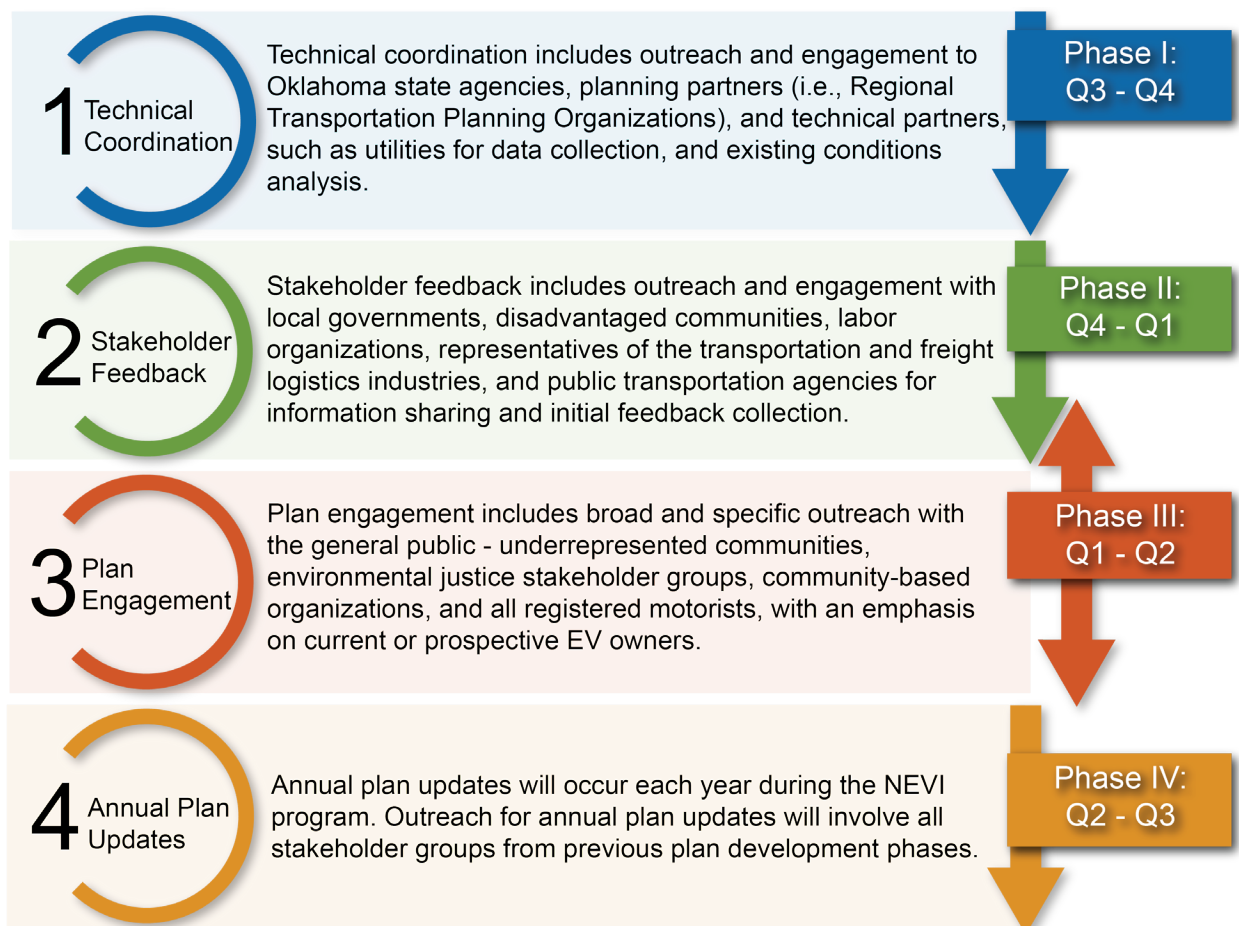 1
Technical
Coordination
Technical coordination includes outreach and engagement to
Oklahoma state agencies, planning partners (i.e., Regional
Transportation Planning Organizations), and technical partners,
such as utilities for data collection, and existing conditions
analysis.
Phase I:
Q3 - Q4
2
Stakeholder
Feedback
Stakeholder feedback includes outreach and engagement with
local governments, disadvantaged communities, labor
organizations, representatives of the transportation and freight
logistics industries, and public transportation agencies for
information sharing and initial feedback collection.
Phase II:
Q4 - Q1
3
Plan
Engagement
Plan engagement includes broad and specific outreach with
the general public - underrepresented communities,
environmental justice stakeholder groups, community-based
organizations, and all registered motorists, with an emphasis
on current or prospective EV owners.
Phase III:
Q1 - Q2
4
Annual Plan
Updates
Annual plan updates will occur each year during the NEVI
program. Outreach for annual plan updates will involve all
stakeholder groups from previous plan development phases.
Phase IV:
Q2 - Q3